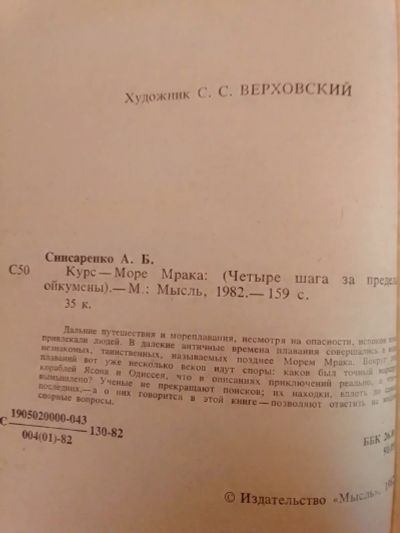 Художник С. С. ВЕРХОВСКИЙ
Снисаренко А. Б.
С50 Курс — Море Мрака: (Четыре шага за
ойкумены). — М.: Мысль, 1982. — 159 с.
35 к.
Дальние путешествия и мореплавания, несмотря на опасности, испокон
привлекали людей. В далекие античные времена плавания совершались в
незнакомых, таинственных, называемых позднее Морем Мрака. Вокруг
плаваний вот уже несколько веков идут споры: каков был точный
кораблей Ясона и Одиссея, что в описаниях приключений реально, а
вымышлено? Ученые не прекращают поисков; их находки, вплоть до
последних, — а о них говорится в этой книге — позволяют ответить на
спорные вопросы.
С 1905020000-043
130-82
004(01)-82
ББК
© Издательство «Мысль».